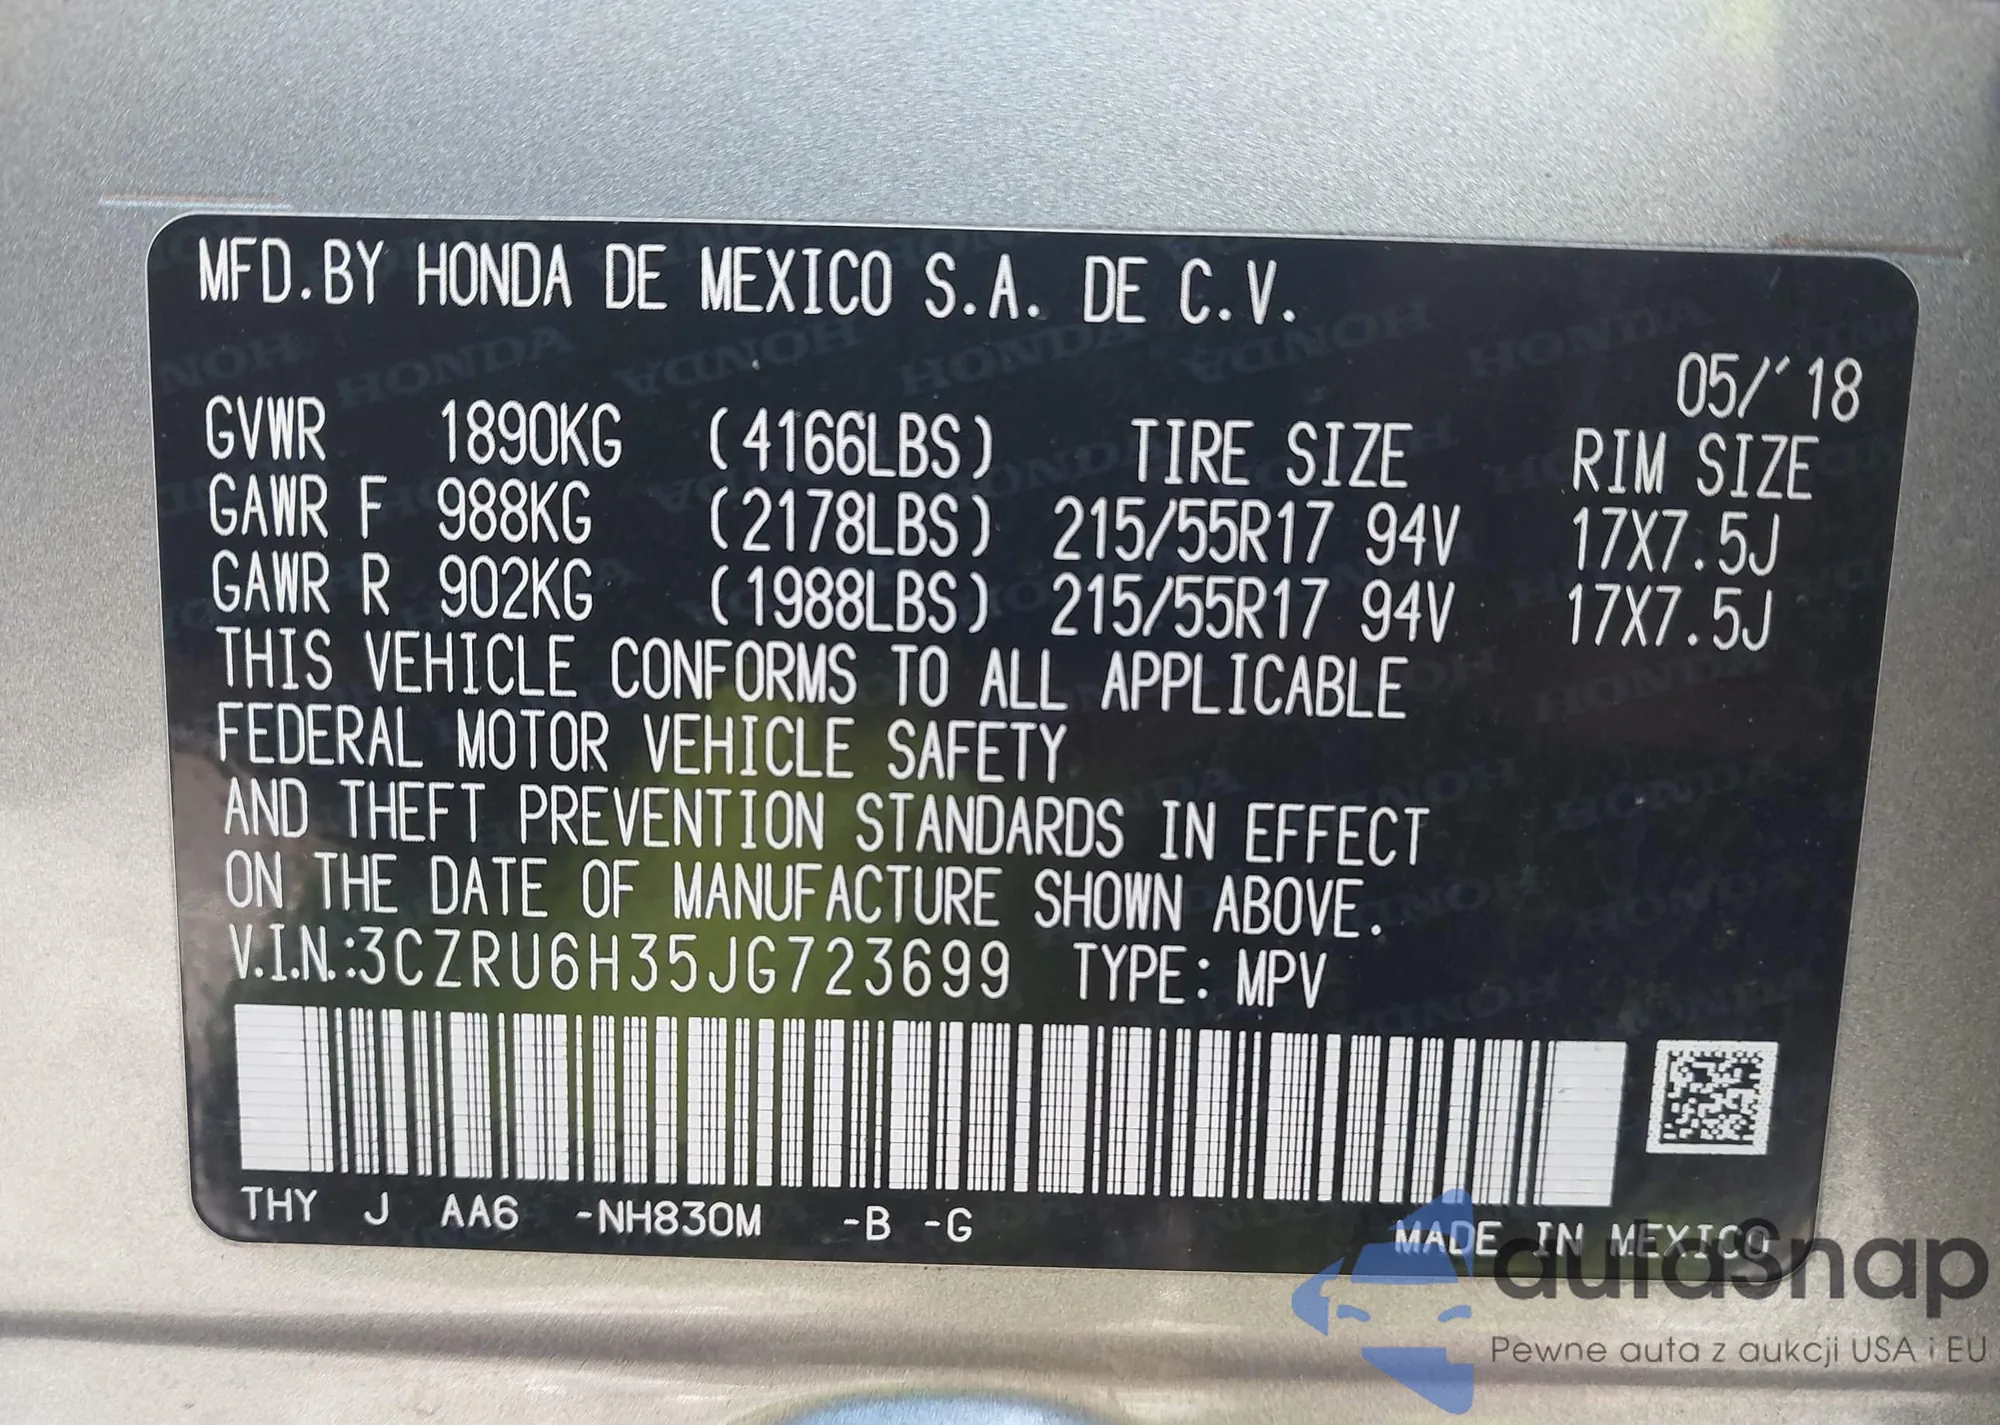 MFD.BY HONDA DE MEXICO S.A. DE C.V.
05/'18
GVWR 1890KG (4166LBS) TIRE SIZE RIM SIZE
GAWR F 988KG (2178LBS) 215/55R17 94V 17X7.5J
GAWR R 902KG (1988LBS) 215/55R17 94V 17X7.5J
THIS VEHICLE CONFORMS TO ALL APPLICABLE
FEDERAL MOTOR VEHICLE SAFETY
AND THEFT PREVENTION STANDARDS IN EFFECT
ON THE DATE OF MANUFACTURE SHOWN ABOVE.
V.I.N.:3CZRU6H35JG723699 TYPE: MPV
THY J AA6 -NH830M -B -G
MADE IN MEXICO
autaSnap
Pewne auta z aukcji USA i EU